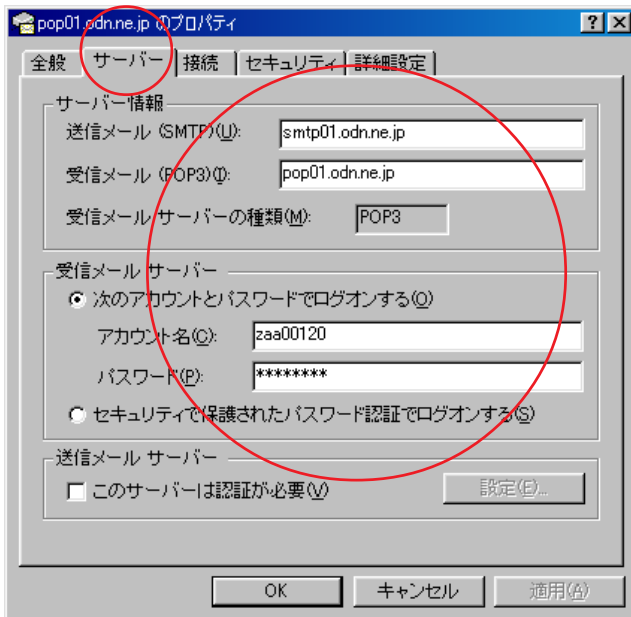 pop01.odn.ne.jp のプロパティ
全般 サーバー 接続 セキュリティ 詳細設定
サーバー情報
送信メール (SMTP)(U): smtp01.odn.ne.jp
受信メール (POP3)(I): pop01.odn.ne.jp
受信メール サーバーの種類(M): POP3
受信メール サーバー
次のアカウントとパスワードでログオンする(O)
アカウント名(C): zaa00120
パスワード(P): ********
セキュリティで保護されたパスワード認証でログオンする(S)
送信メール サーバー
このサーバーは認証が必要(V) 設定(E)...
OK キャンセル 適用(A)